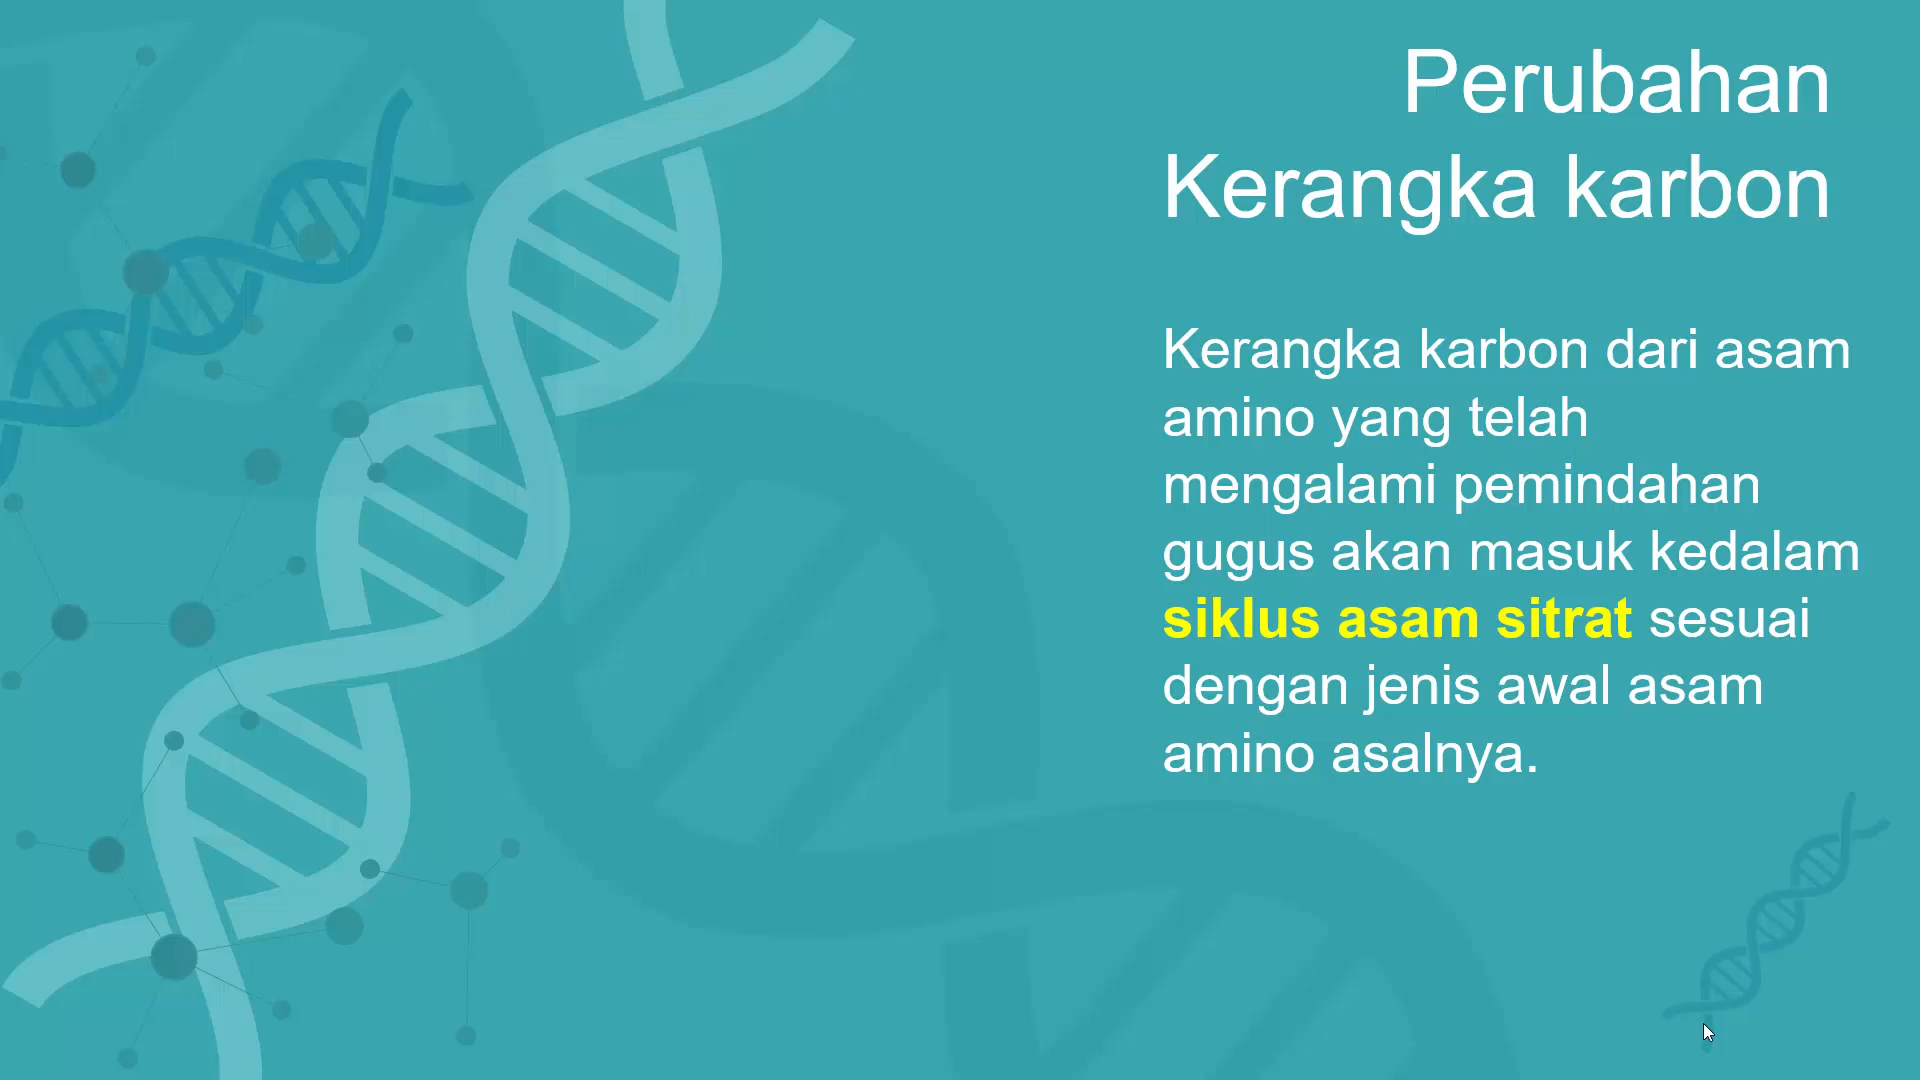 Perubahan
Kerangka karbon
Kerangka karbon dari asam
amino yang telah
mengalami pemindahan
gugus akan masuk kedalam
siklus asam sitrat sesuai
dengan jenis awal asam
amino asalnya.